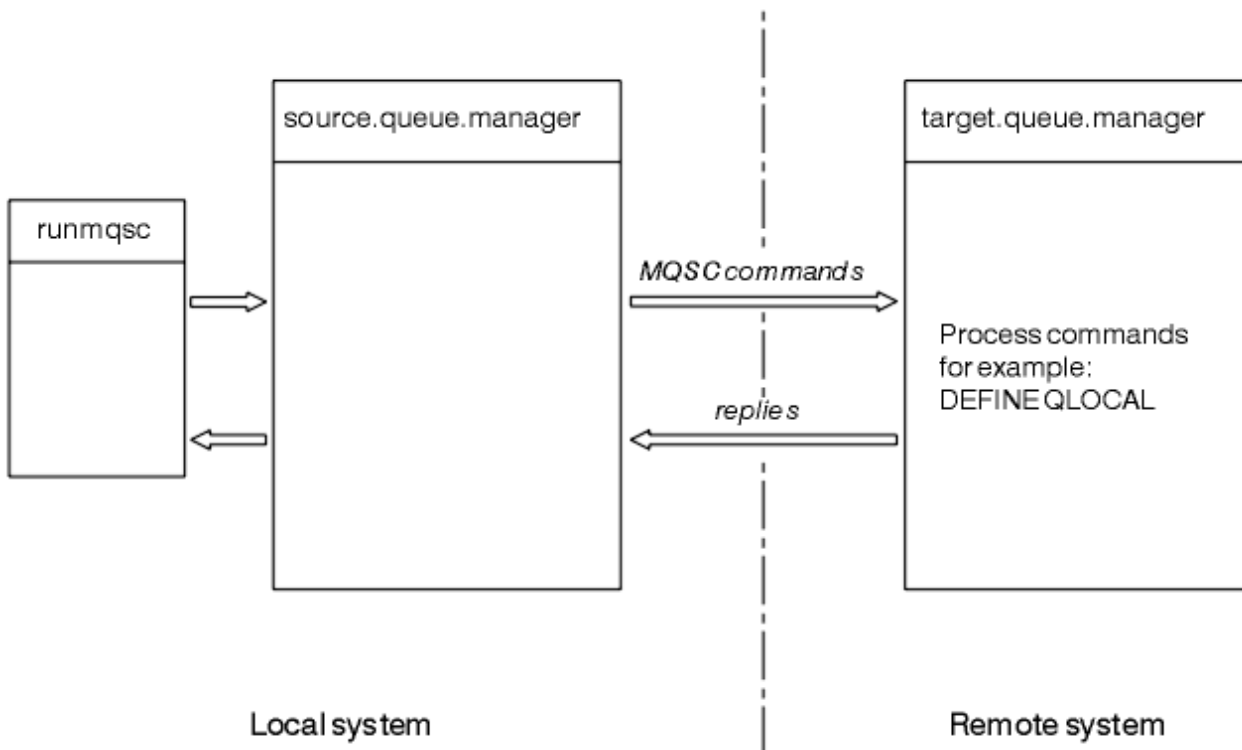 source.queue.manager
target.queue.manager
runmqsc
MQSC commands
Process commands
for example:
DEFINE QLOCAL
replies
Local system
Remote system